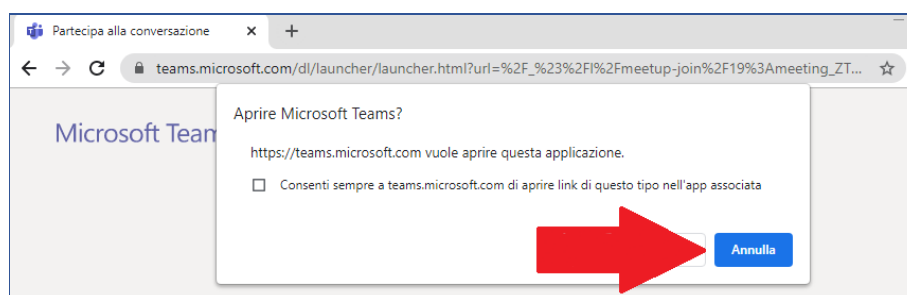 Partecipa alla conversazione
teams.microsoft.com/dl/launcher/launcher.html?url=%2F_%23%2Fl%2Fmeetup-join%2F19%3Ameeting_ZT...
Microsoft Team
Aprire Microsoft Teams?
https://teams.microsoft.com vuole aprire questa applicazione.
Consenti sempre a teams.microsoft.com di aprire link di questo tipo nell'app associata
Annulla